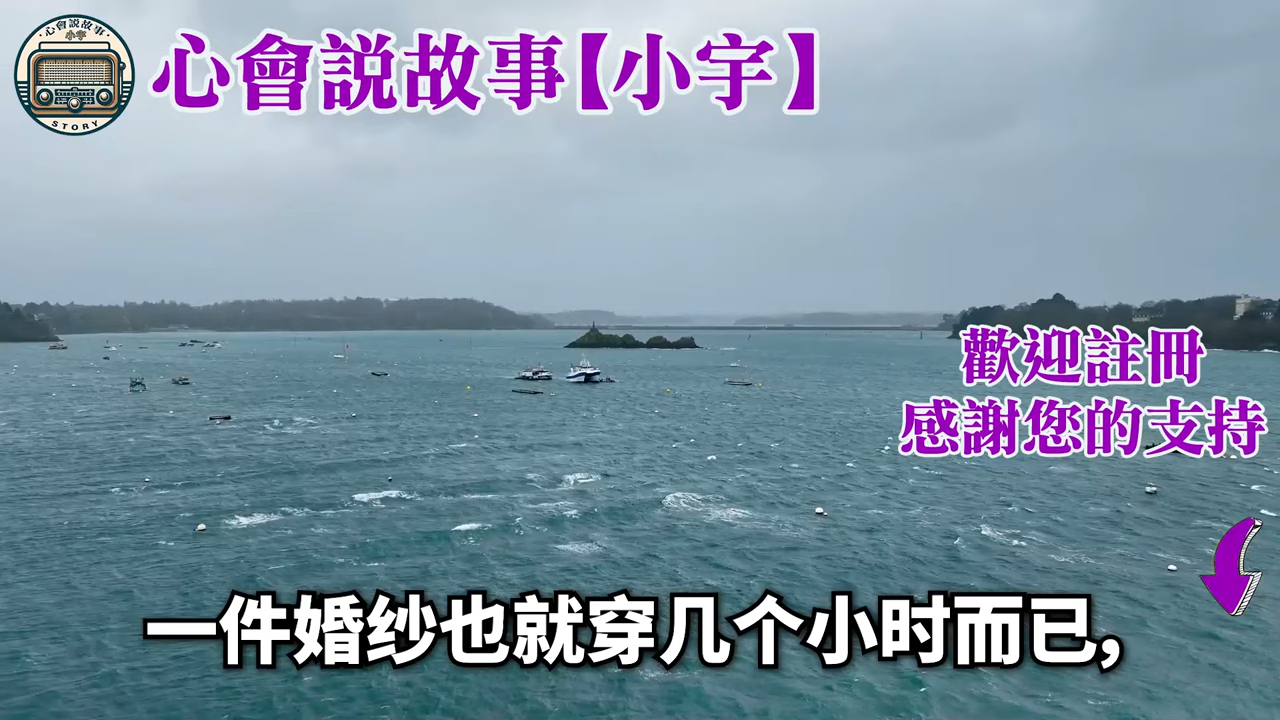 ·心會說故事·
小宇
STORY
心會説故事【小宇】
歡迎註冊
感謝您的支持
一件婚纱也就穿几个小时而已,